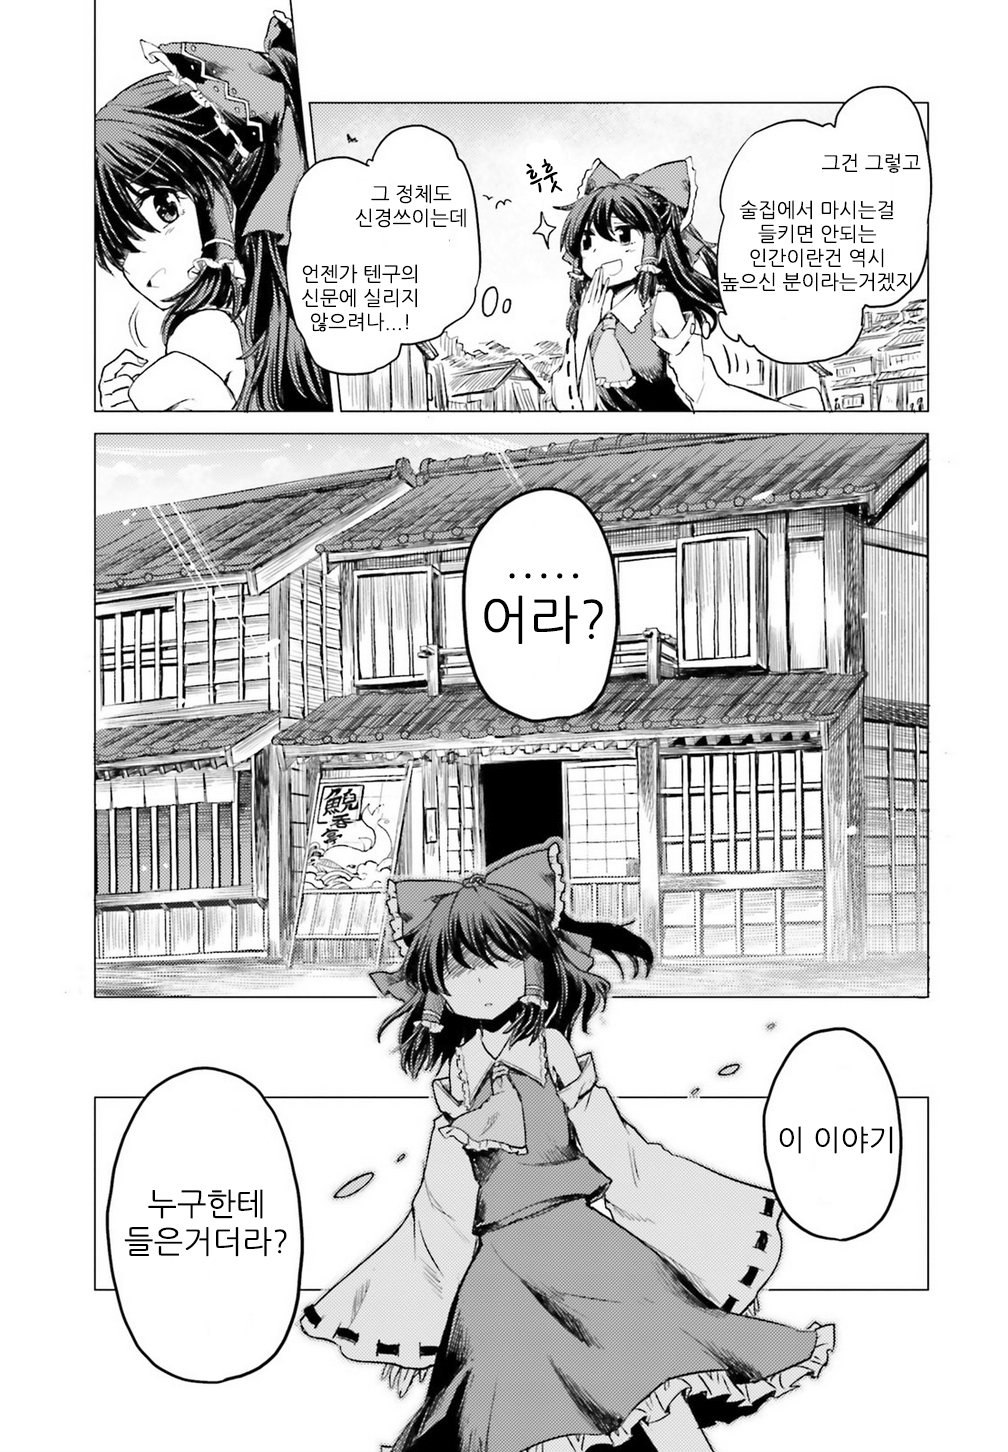 그건 그렇고
술집에서 마시는걸
들키면 안되는
인간이란건 역시
높으신 분이라는거겠지
후훗
그 정체도
신경쓰이는데
언젠가 텐구의
신문에 실리지
않으려나...!
.....
어라?
鯢
呑
亭
이 이야기
누구한테
들은거더라?